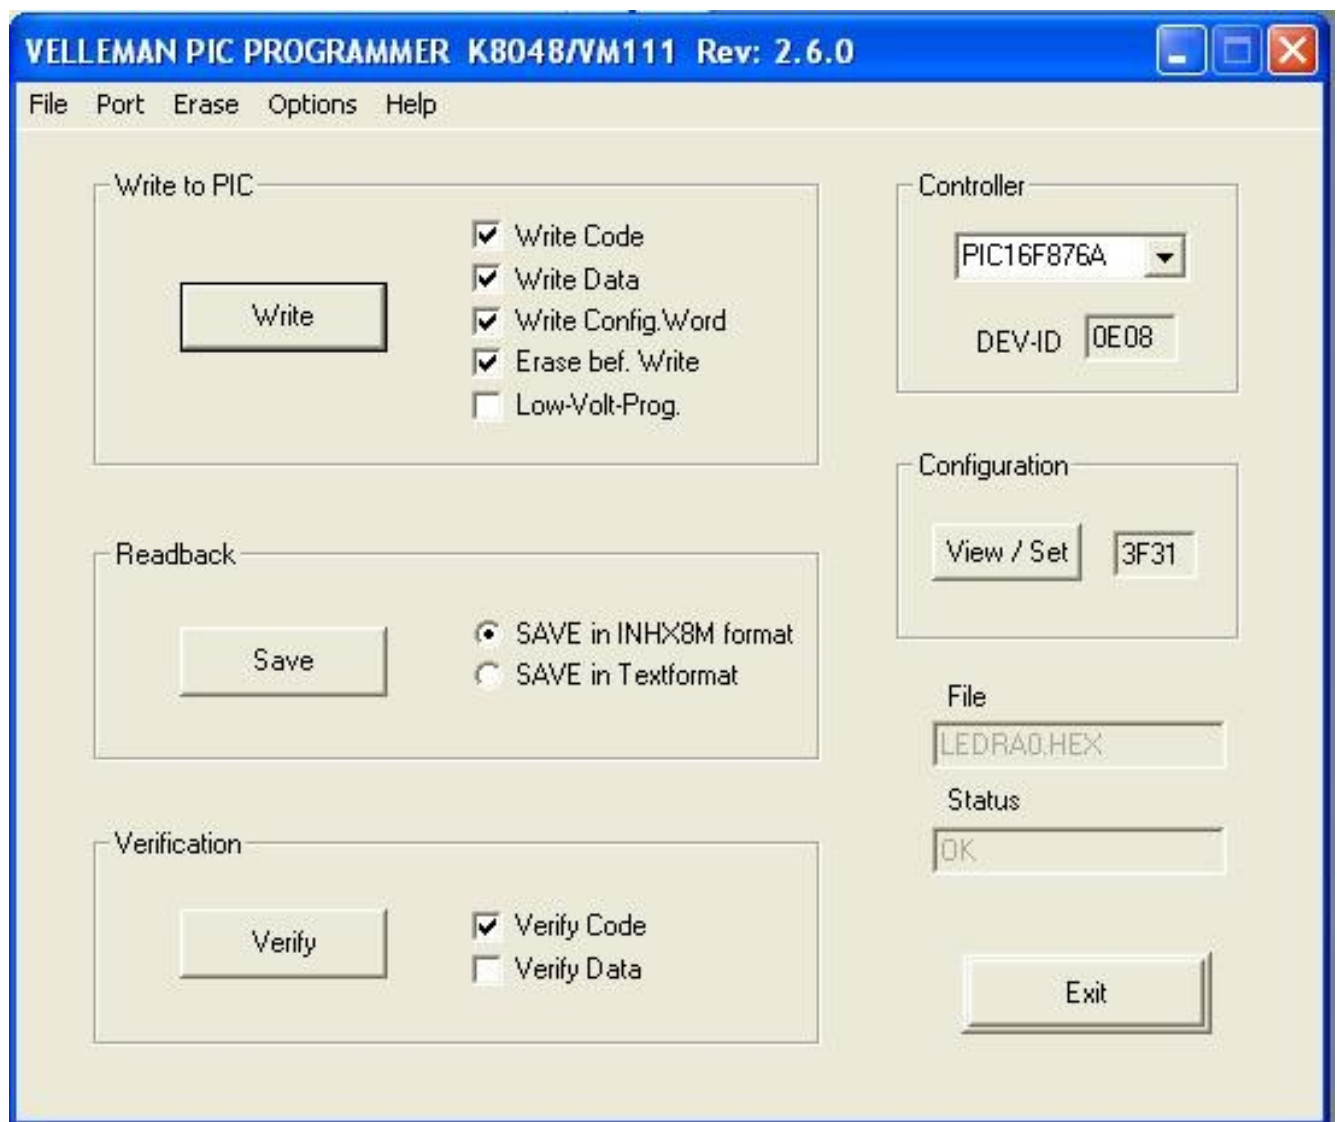 VELLEMAN PIC PROGRAMMER K8048/VM111 Rev: 2.6.0
File Port Erase Options Help
Write to PIC
Write
Write Code
Write Data
Write Config.Word
Erase bef. Write
Low-Volt-Prog.
Controller
PIC16F876A
DEV-ID 0E08
Configuration
View / Set 3F31
Readback
Save
SAVE in INHX8M format
SAVE in Textformat
File
LEDRA0.HEX
Status
OK
Verification
Verify
Verify Code
Verify Data
Exit